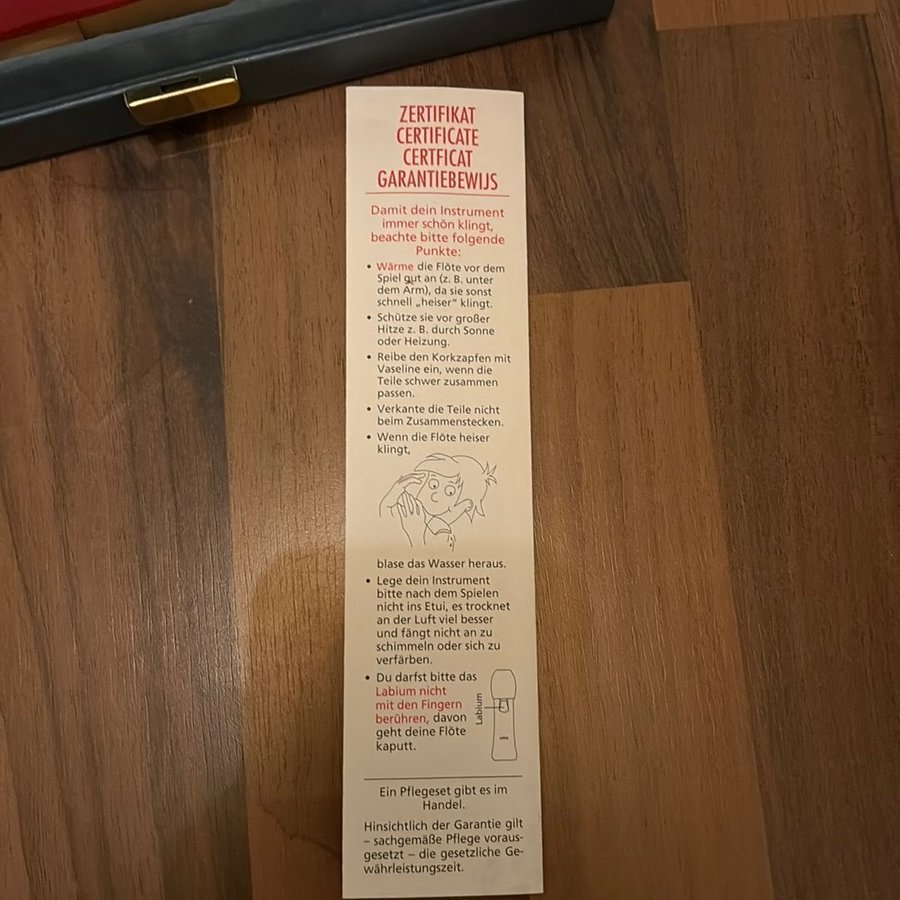 ZERTIFIKAT
CERTIFICATE
CERTFICAT
GARANTIEBEWIJS
Damit dein Instrument
immer schön klingt,
beachte bitte folgende
Punkte:
• Wärme die Flöte vor dem
Spiel gut an (z. B. unter
dem Arm), da sie sonst
schnell „heiser" klingt.
• Schütze sie vor großer
Hitze z. B. durch Sonne
oder Heizung.
• Reibe den Korkzapfen mit
Vaseline ein, wenn die
Teile schwer zusammen
passen.
• Verkante die Teile nicht
beim Zusammenstecken.
• Wenn die Flöte heiser
klingt,
blase das Wasser heraus.
• Lege dein Instrument
bitte nach dem Spielen
nicht ins Etui, es trocknet
an der Luft viel besser
und fängt nicht an zu
schimmeln oder sich zu
verfärben.
• Du darfst bitte das
Labium nicht
mit den Fingern
berühren, davon
geht deine Flöte
kaputt.
Labium
Ein Pflegeset gibt es im
Handel.
Hinsichtlich der Garantie gilt
– sachgemäße Pflege voraus-
gesetzt – die gesetzliche Ge-
währleistungszeit.